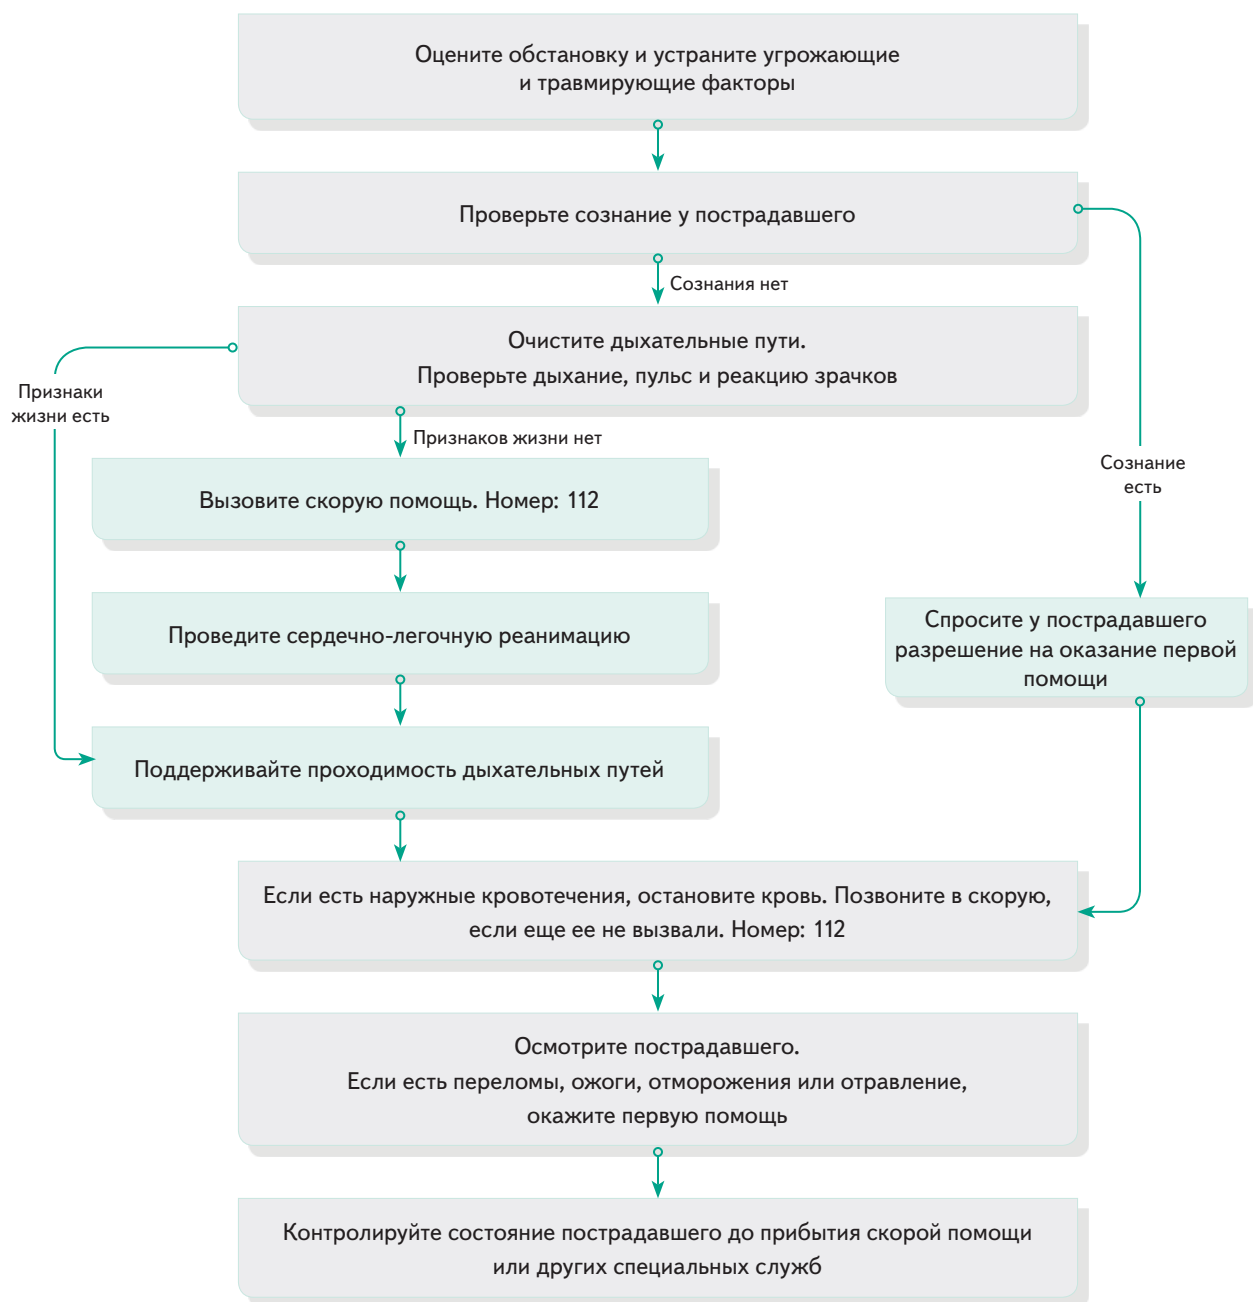 Оцените обстановку и устраните угрожающие
и травмирующие факторы
Проверьте сознание у пострадавшего
Сознания нет
Очистите дыхательные пути.
Проверьте дыхание, пульс и реакцию зрачков
Признаки
жизни есть
Признаков жизни нет
Сознание
есть
Вызовите скорую помощь. Номер: 112
Проведите сердечно-легочную реанимацию
Спросите у пострадавшего
разрешение на оказание первой
помощи
Поддерживайте проходимость дыхательных путей
Если есть наружные кровотечения, остановите кровь. Позвоните в скорую,
если еще ее не вызвали. Номер: 112
Осмотрите пострадавшего.
Если есть переломы, ожоги, отморожения или отравление,
окажите первую помощь
Контролируйте состояние пострадавшего до прибытия скорой помощи
или других специальных служб